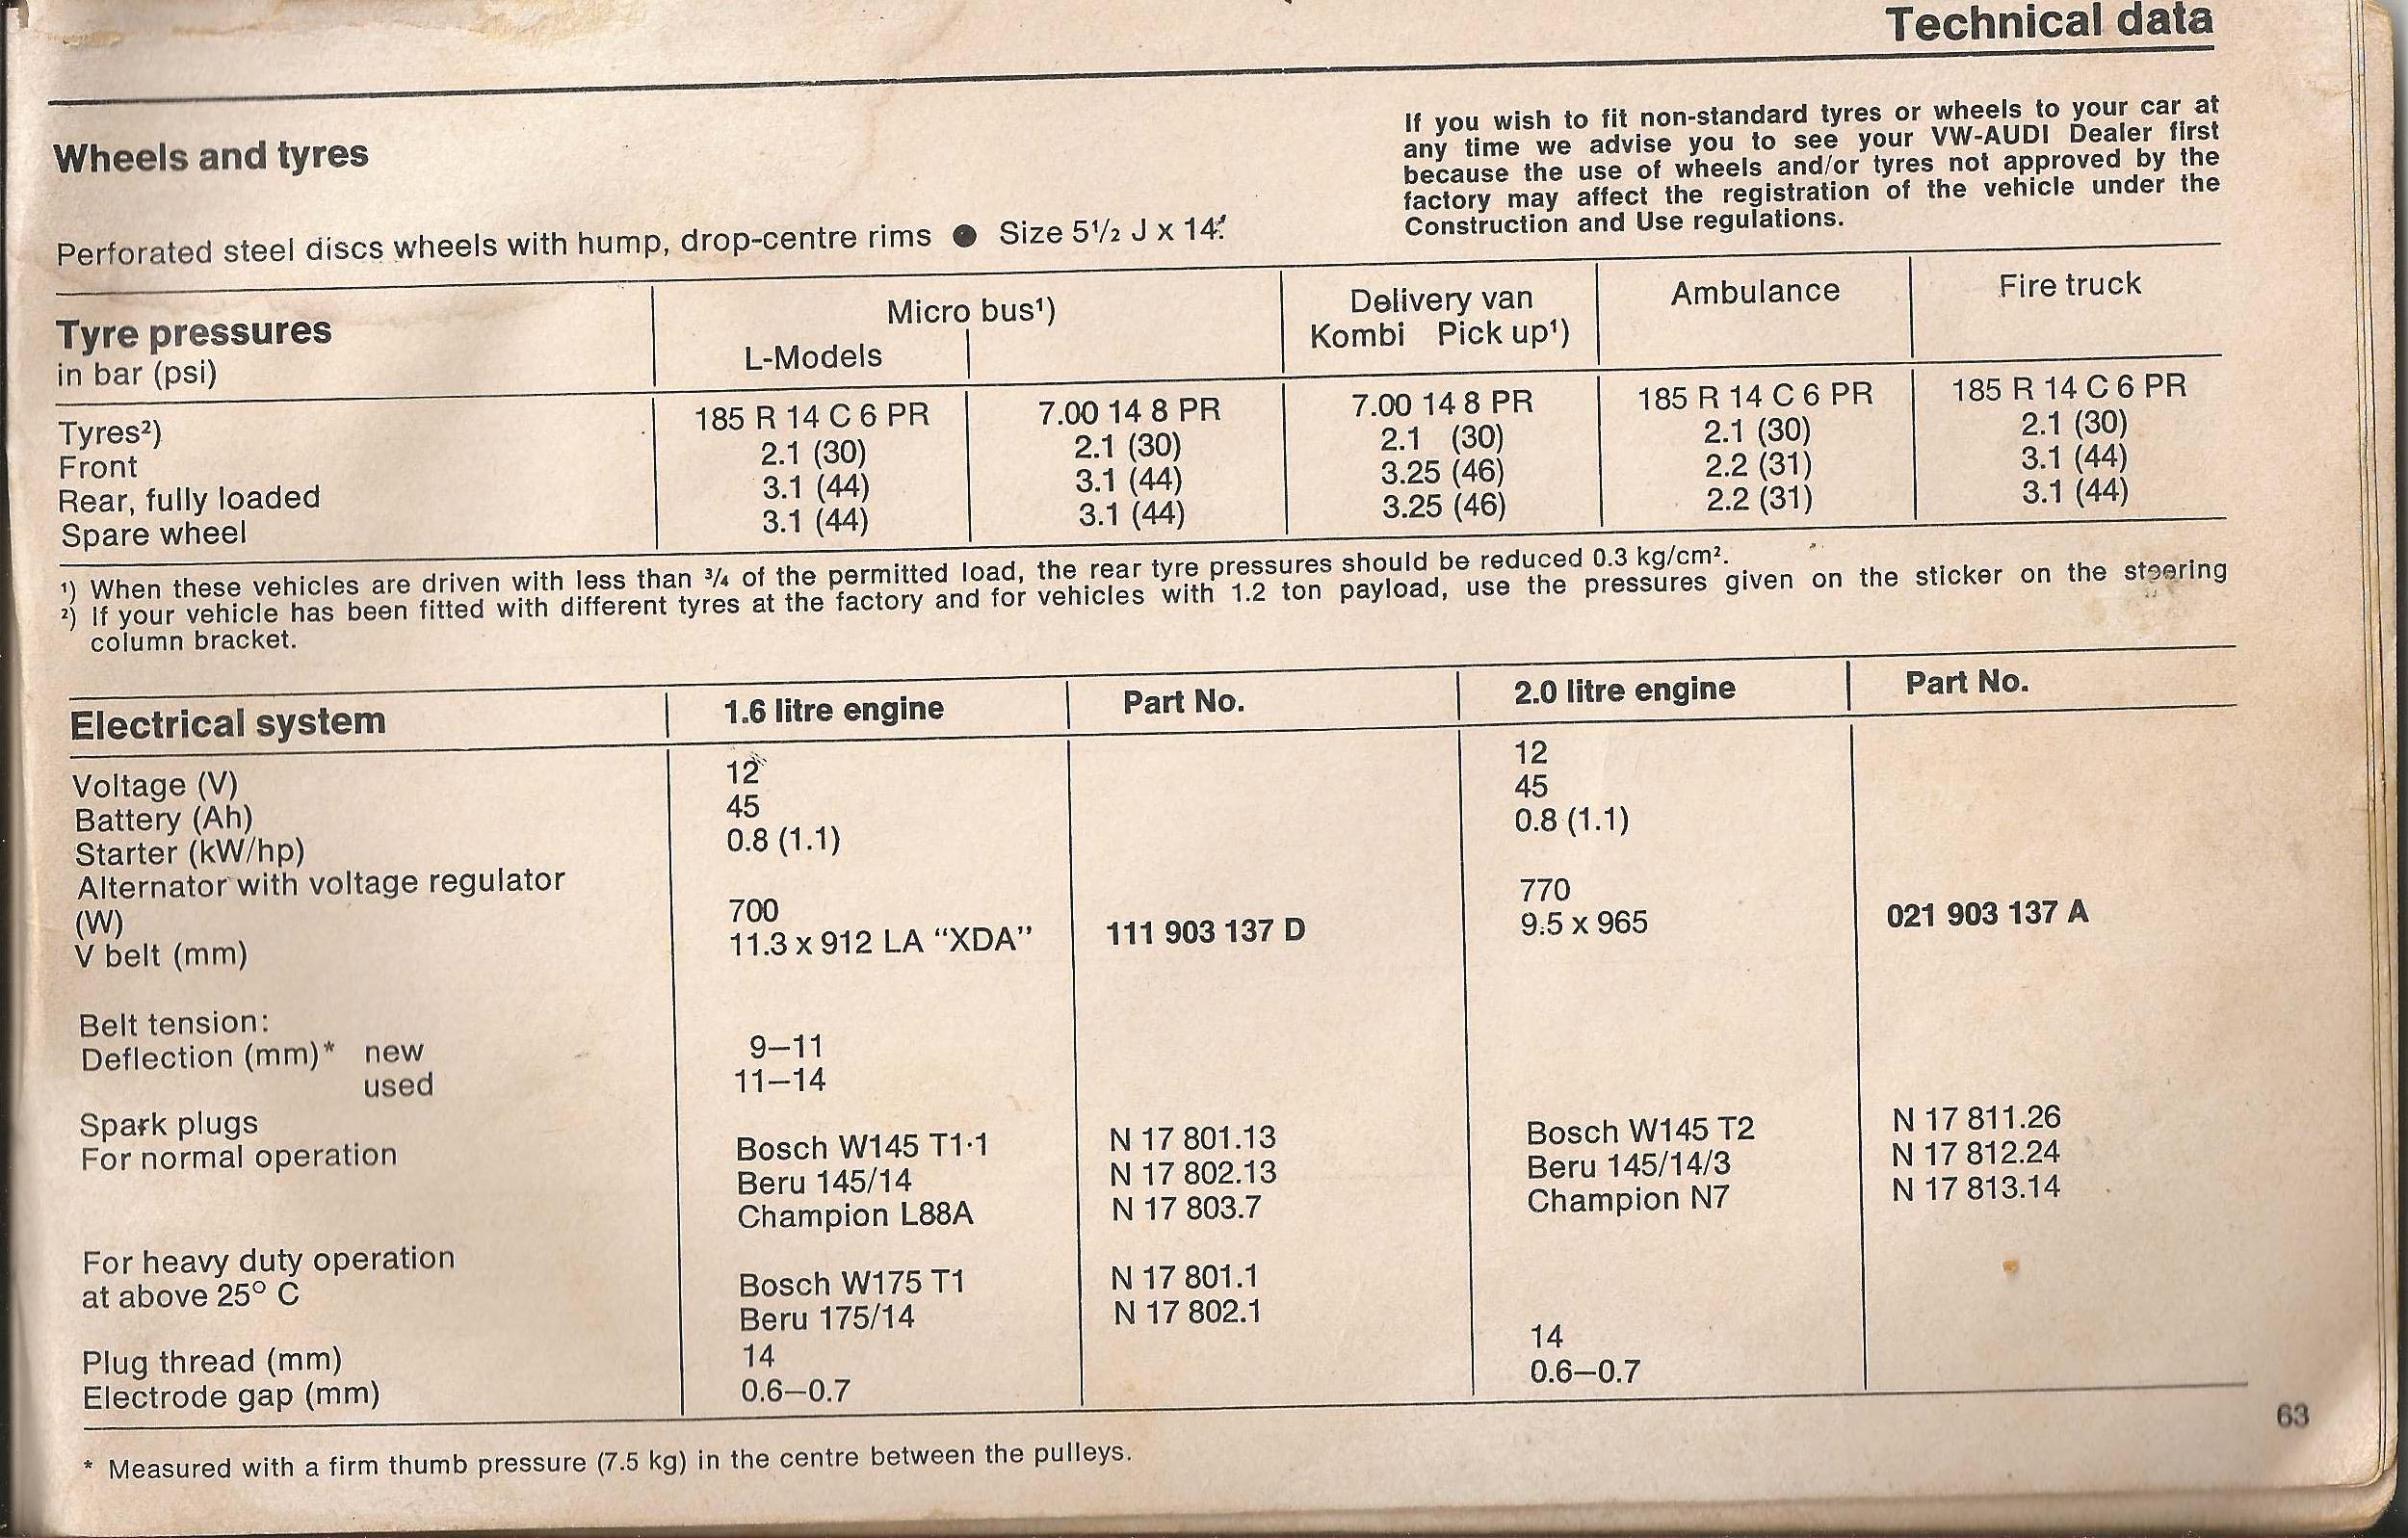 Technical data
Wheels and tyres
If you wish to fit non-standard tyres or wheels to your car at
any time we advise you to see your VW-AUDI Dealer first
because the use of wheels and/or tyres not approved by the
factory may affect the registration of the vehicle under the
Construction and Use regulations.
Perforated steel discs wheels with hump, drop-centre rims ● Size 5½ J x 14.
Tyre pressures
in bar (psi)
Micro bus¹)
L-Models
Delivery van
Kombi Pick up¹)
Ambulance
Fire truck
Tyres²) 185 R 14 C 6 PR 7.00 14 8 PR 7.00 14 8 PR 185 R 14 C 6 PR 185 R 14 C 6 PR
Front 2.1 (30) 2.1 (30) 2.1 (30) 2.1 (30) 2.1 (30)
Rear, fully loaded 3.1 (44) 3.1 (44) 3.25 (46) 2.2 (31) 3.1 (44)
Spare wheel 3.1 (44) 3.1 (44) 3.25 (46) 2.2 (31) 3.1 (44)
¹) When these vehicles are driven with less than ¾ of the permitted load, the rear tyre pressures should be reduced 0.3 kg/cm².
²) If your vehicle has been fitted with different tyres at the factory and for vehicles with 1.2 ton payload, use the pressures given on the sticker on the steering
column bracket.
Electrical system 1.6 litre engine Part No. 2.0 litre engine Part No.
Voltage (V) 12 12
Battery (Ah) 45 45
Starter (kW/hp) 0.8 (1.1) 0.8 (1.1)
Alternator with voltage regulator
(W) 700 770
V belt (mm) 11.3 x 912 LA “XDA” 111 903 137 D 9.5 x 965 021 903 137 A
Belt tension:
Deflection (mm)* new 9–11
used 11–14
Spark plugs
For normal operation Bosch W145 T1·1 N 17 801.13 Bosch W145 T2 N 17 811.26
Beru 145/14 N 17 802.13 Beru 145/14/3 N 17 812.24
Champion L88A N 17 803.7 Champion N7 N 17 813.14
For heavy duty operation
at above 25° C Bosch W175 T1 N 17 801.1
Beru 175/14 N 17 802.1
Plug thread (mm) 14 14
Electrode gap (mm) 0.6–0.7 0.6–0.7
63
* Measured with a firm thumb pressure (7.5 kg) in the centre between the pulleys.